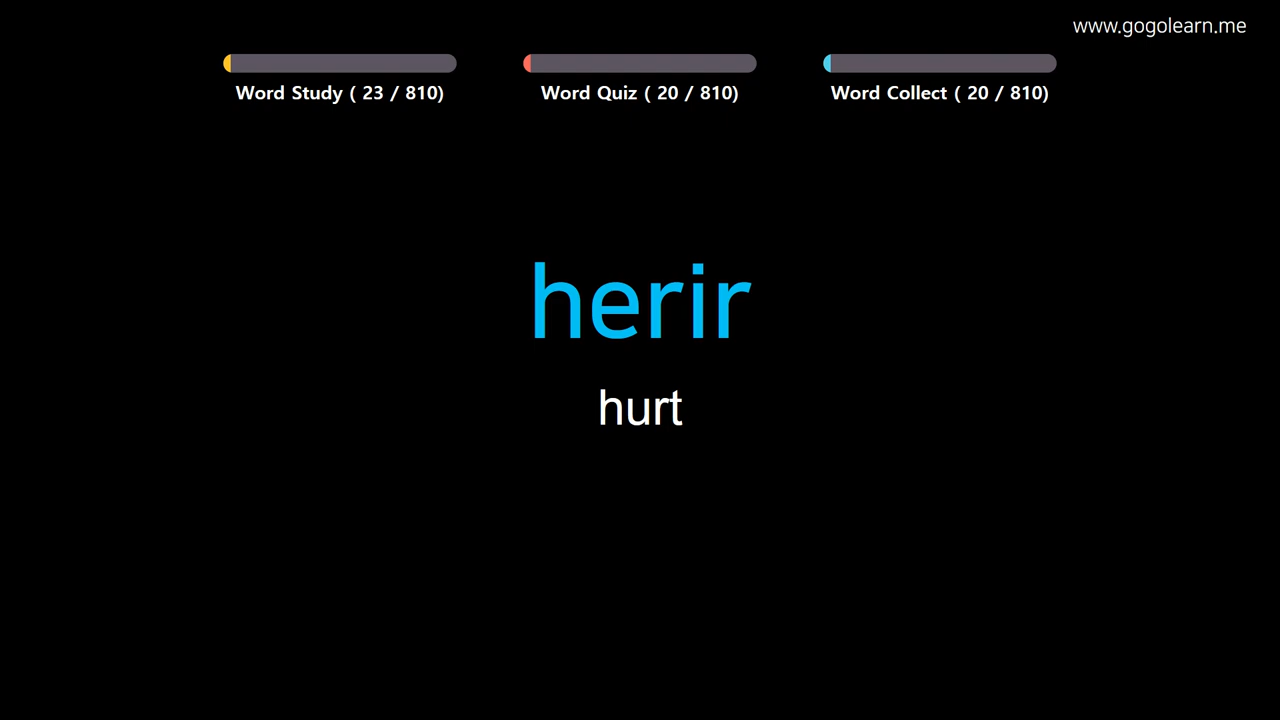 www.gogolearn.me
Word Study ( 23 / 810)
Word Quiz ( 20 / 810)
Word Collect ( 20 / 810)
herir
hurt